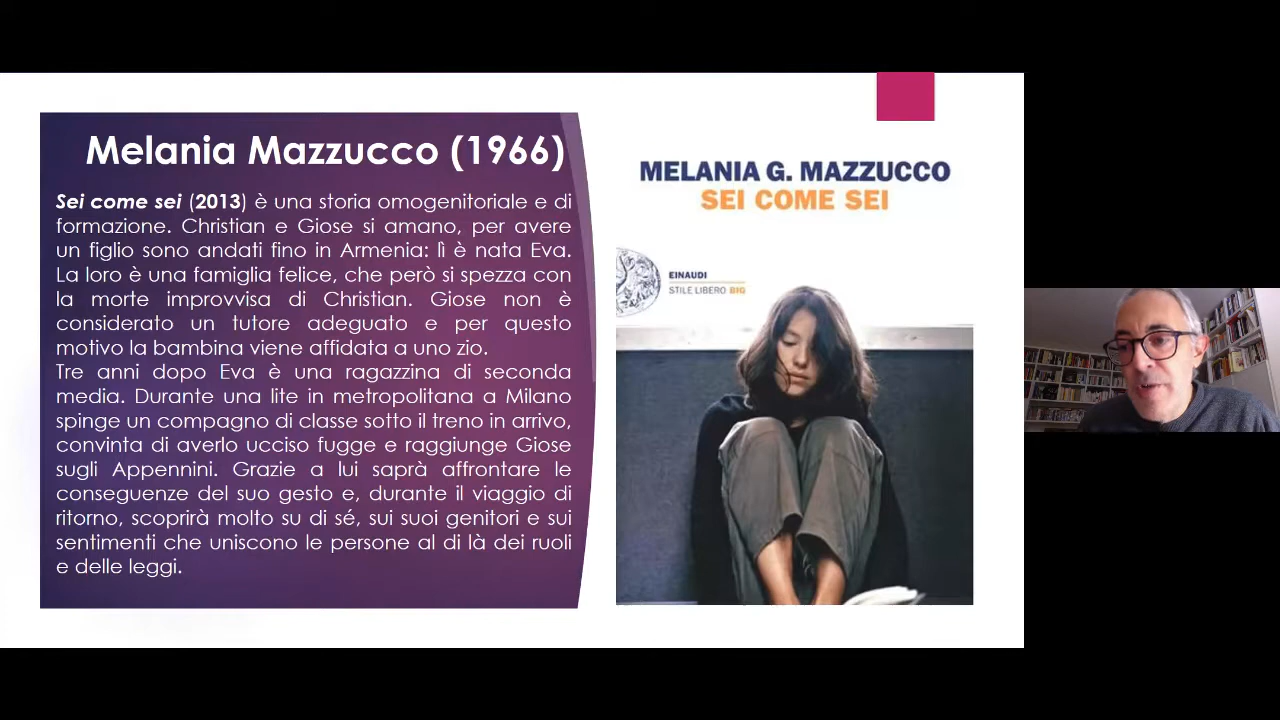 Melania Mazzucco (1966)
Sei come sei (2013) è una storia omogenitoriale e di
formazione. Christian e Giose si amano, per avere
un figlio sono andati fino in Armenia: lì è nata Eva.
La loro è una famiglia felice, che però si spezza con
la morte improvvisa di Christian. Giose non è
considerato un tutore adeguato e per questo
motivo la bambina viene affidata a uno zio.
Tre anni dopo Eva è una ragazzina di seconda
media. Durante una lite in metropolitana a Milano
spinge un compagno di classe sotto il treno in arrivo,
convinta di averlo ucciso fugge e raggiunge Giose
sugli Appennini. Grazie a lui saprà affrontare le
conseguenze del suo gesto e, durante il viaggio di
ritorno, scoprirà molto su di sé, sui suoi genitori e sui
sentimenti che uniscono le persone al di là dei ruoli
e delle leggi.
MELANIA G. MAZZUCCO
SEI COME SEI
EINAUDI
STILE LIBERO BIG